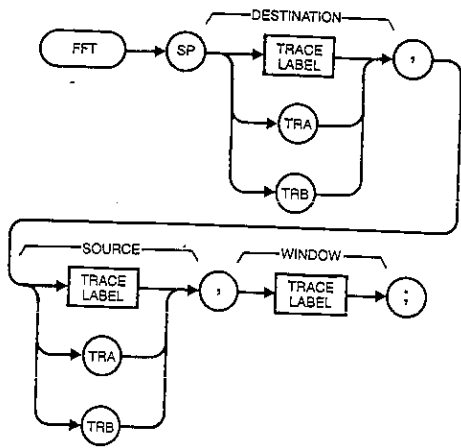 DESTINATION
FFT
SP
TRACE
LABEL
,
TRA
TRB
SOURCE
WINDOW
TRACE
LABEL
,
TRACE
LABEL
;
TRA
TRB